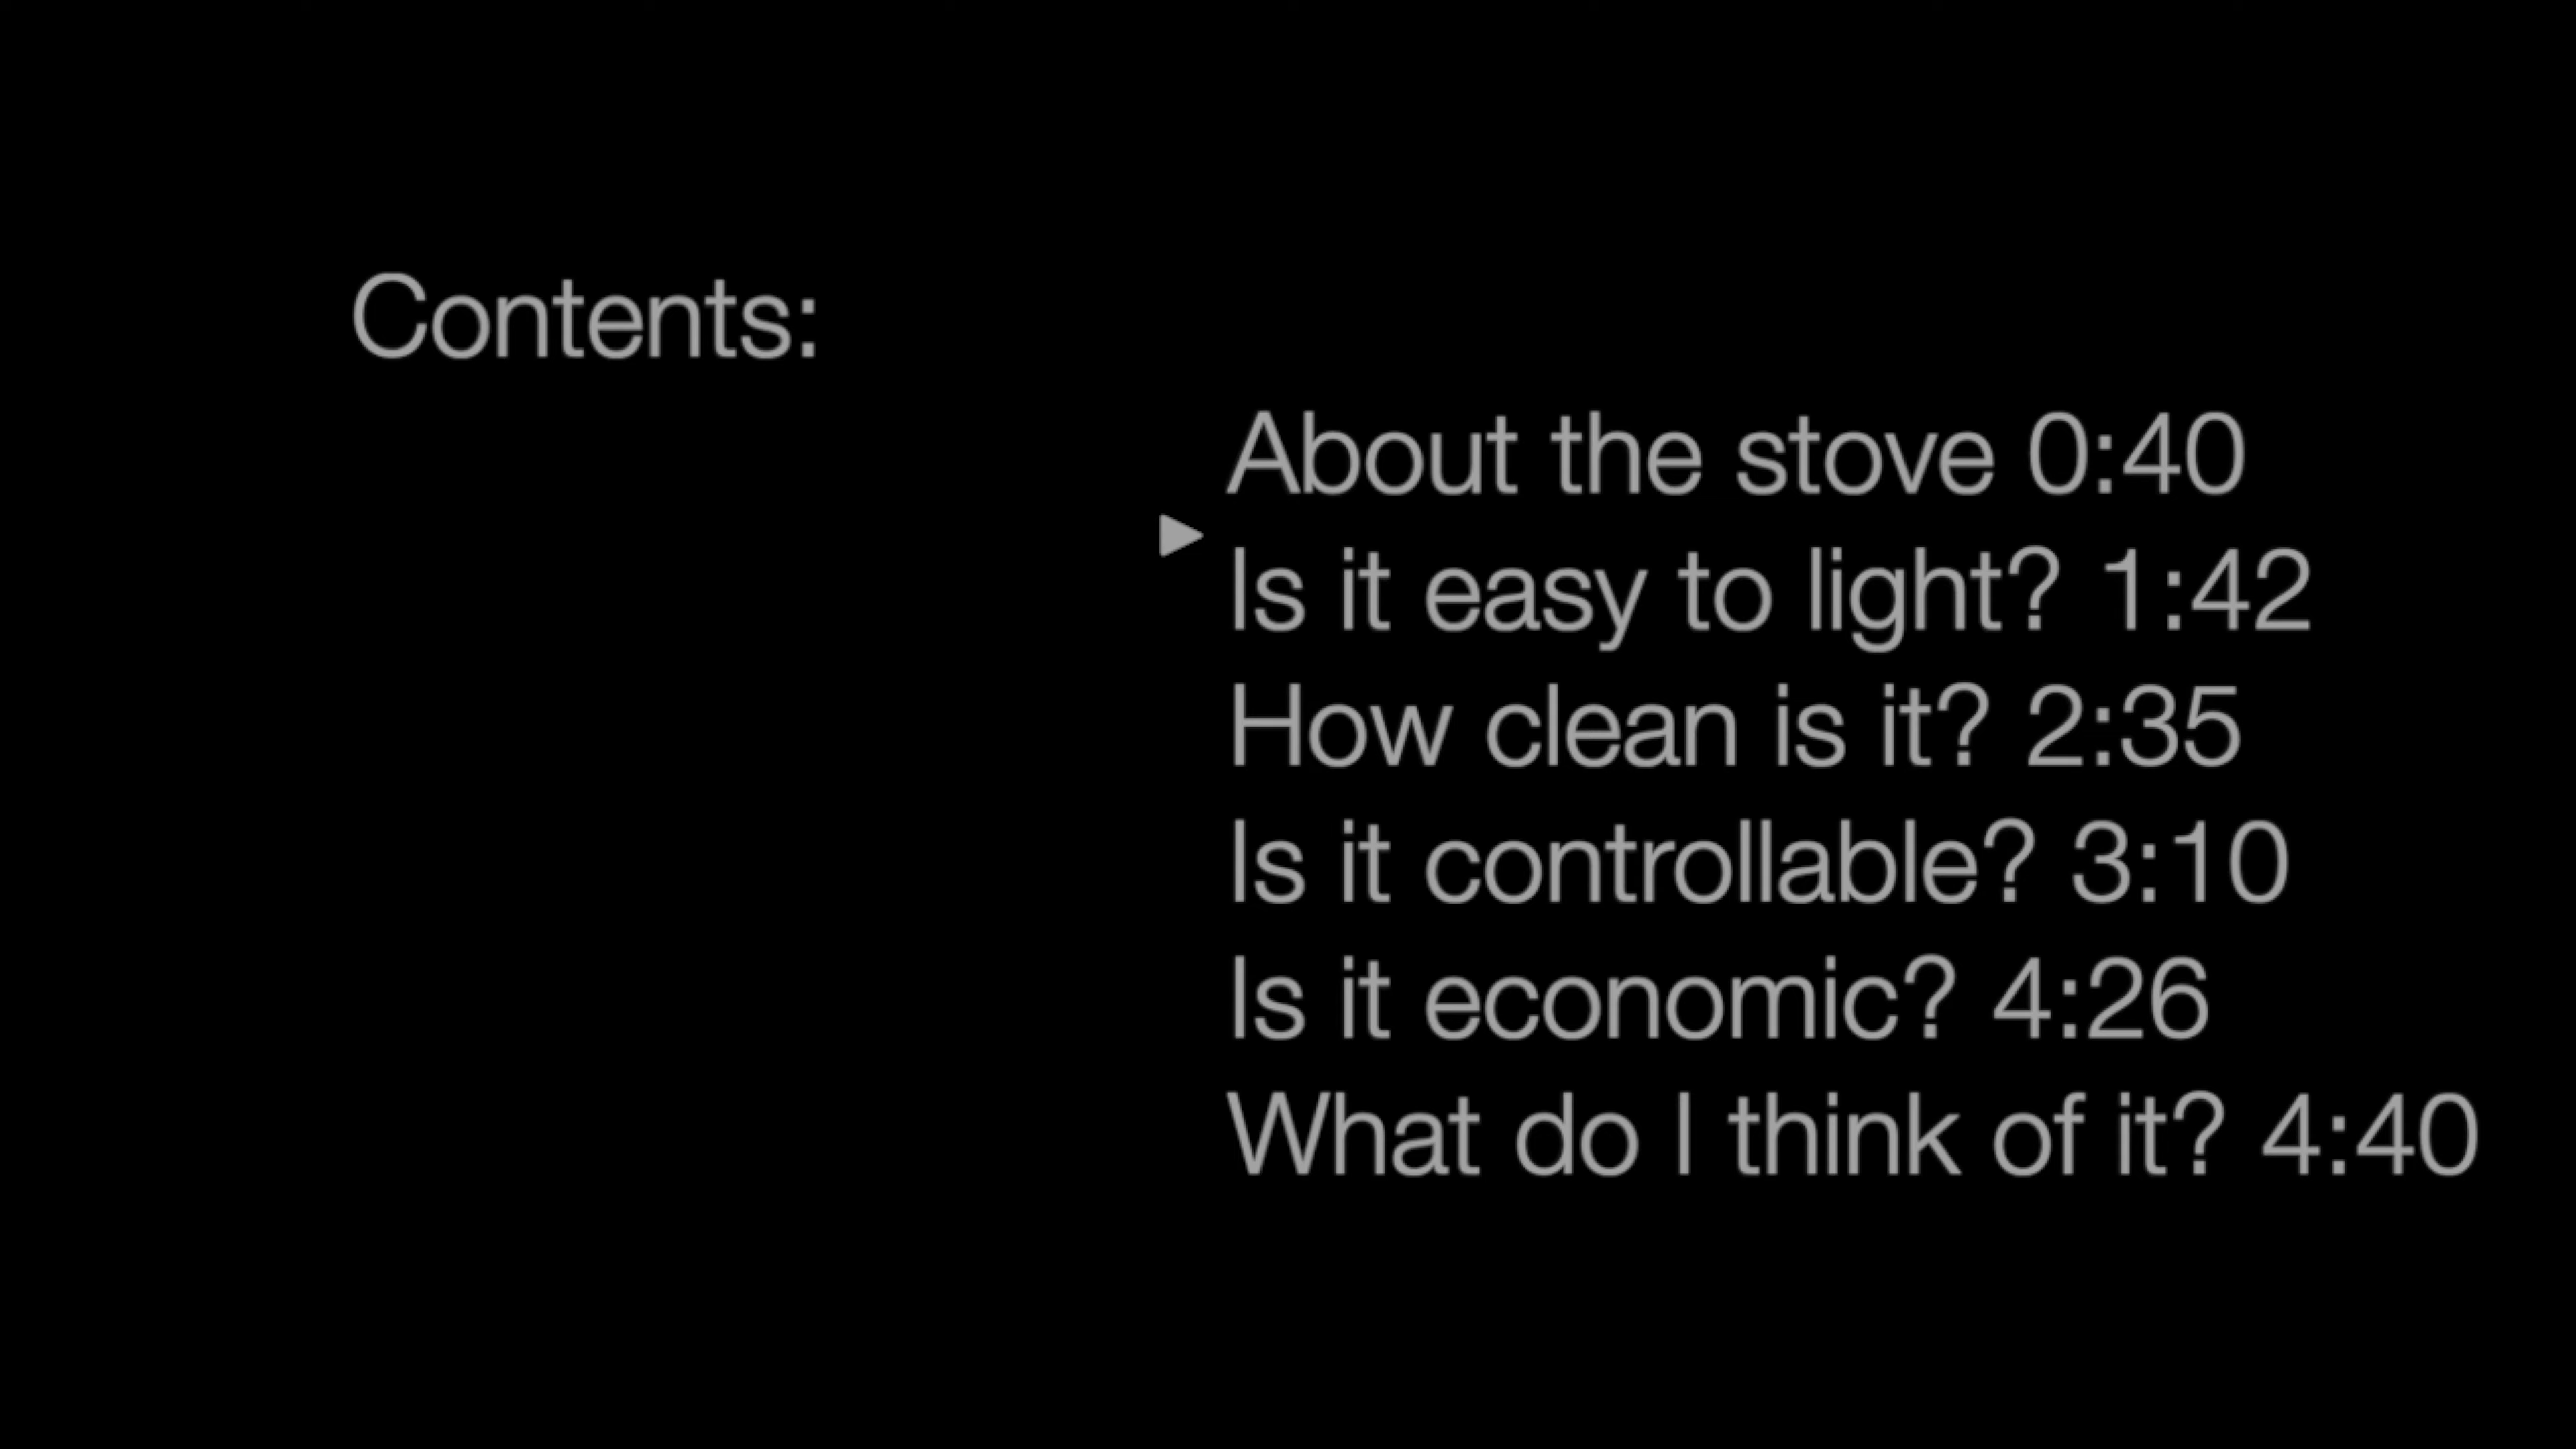 Contents:
About the stove 0:40
Is it easy to light? 1:42
How clean is it? 2:35
Is it controllable? 3:10
Is it economic? 4:26
What do I think of it? 4:40